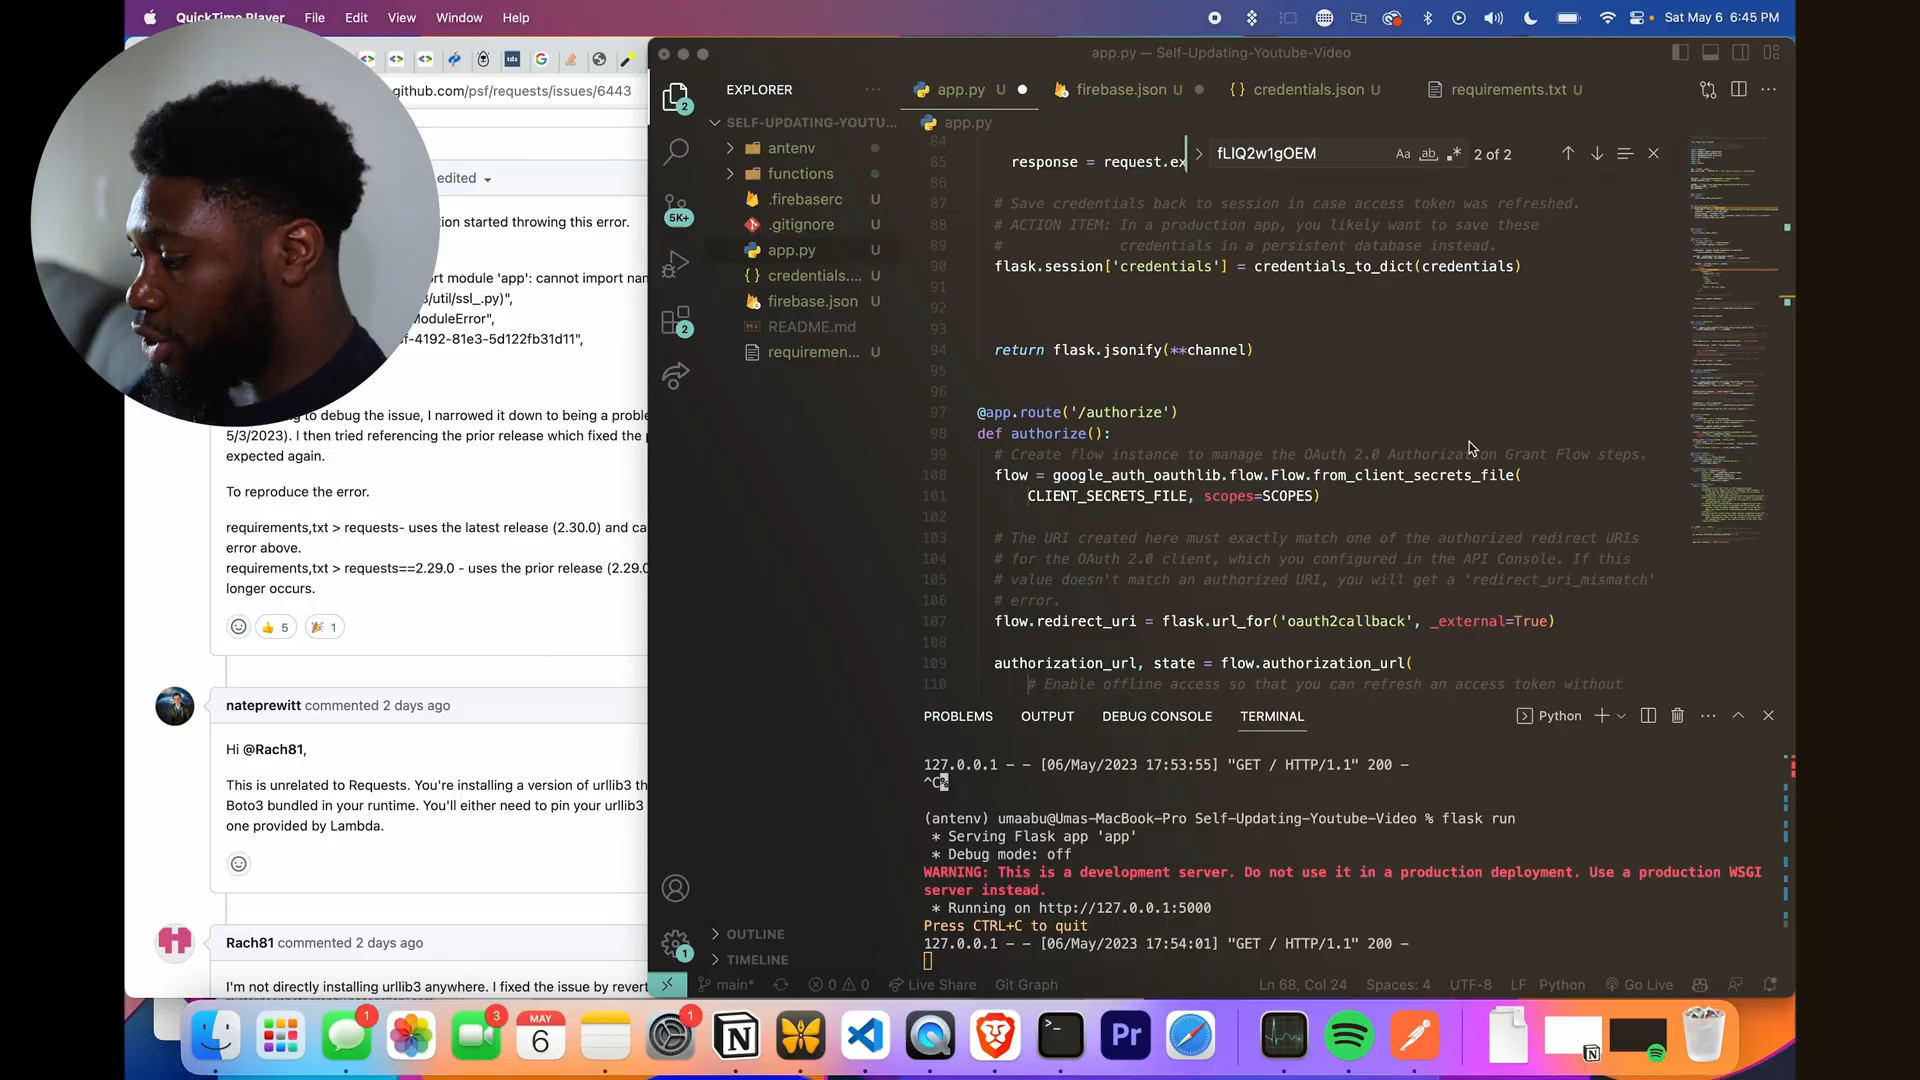 QuickTime Player File Edit View Window Help
Sat May 6 6:45 PM
github.com/psf/requests/issues/6443
edited
tion started throwing this error.
ort module 'app': cannot import nam
3/util/ssl_.py)",
ModuleError",
f-4192-81e3-5d122fb31d11",
to debug the issue, I narrowed it down to being a proble
5/3/2023). I then tried referencing the prior release which fixed the
expected again.
To reproduce the error.
requirements,txt > requests- uses the latest release (2.30.0) and ca
error above.
requirements,txt > requests==2.29.0 - uses the prior release (2.29.0
longer occurs.
5
1
nateprewitt commented 2 days ago
Hi @Rach81,
This is unrelated to Requests. You're installing a version of urllib3 th
Boto3 bundled in your runtime. You'll either need to pin your urllib3
one provided by Lambda.
Rach81 commented 2 days ago
I'm not directly installing urllib3 anywhere. I fixed the issue by revert
app.py — Self-Updating-Youtube-Video
EXPLORER
SELF-UPDATING-YOUTU...
antenv
functions
.firebaserc U
.gitignore U
app.py U
credentials.... U
firebase.json U
README.md
requiremen... U
OUTLINE
TIMELINE
2
5K+
2
1
app.py U
firebase.json U
{ } credentials.json U
requirements.txt U
app.py
fLIQ2w1gOEM
Aa ab 2 of 2
84
85 response = request.ex
86
87 # Save credentials back to session in case access token was refreshed.
88 # ACTION ITEM: In a production app, you likely want to save these
89 # credentials in a persistent database instead.
90 flask.session['credentials'] = credentials_to_dict(credentials)
91
92
93
94 return flask.jsonify(**channel)
95
96
97 @app.route('/authorize')
98 def authorize():
99 # Create flow instance to manage the OAuth 2.0 Authorization Grant Flow steps.
100 flow = google_auth_oauthlib.flow.Flow.from_client_secrets_file(
101 CLIENT_SECRETS_FILE, scopes=SCOPES)
102
103 # The URI created here must exactly match one of the authorized redirect URIs
104 # for the OAuth 2.0 client, which you configured in the API Console. If this
105 # value doesn't match an authorized URI, you will get a 'redirect_uri_mismatch'
106 # error.
107 flow.redirect_uri = flask.url_for('oauth2callback', _external=True)
108
109 authorization_url, state = flow.authorization_url(
110 # Enable offline access so that you can refresh an access token without
PROBLEMS OUTPUT DEBUG CONSOLE TERMINAL
Python
127.0.0.1 - - [06/May/2023 17:53:55] "GET / HTTP/1.1" 200 -
^C%
(antenv) umaabu@Umas-MacBook-Pro Self-Updating-Youtube-Video % flask run
* Serving Flask app 'app'
* Debug mode: off
WARNING: This is a development server. Do not use it in a production deployment. Use a production WSGI
server instead.
* Running on http://127.0.0.1:5000
Press CTRL+C to quit
127.0.0.1 - - [06/May/2023 17:54:01] "GET / HTTP/1.1" 200 -
main* 0 0 Live Share Git Graph
Ln 68, Col 24 Spaces: 4 UTF-8 LF Python Go Live
1
3
MAY
6
1
Pr